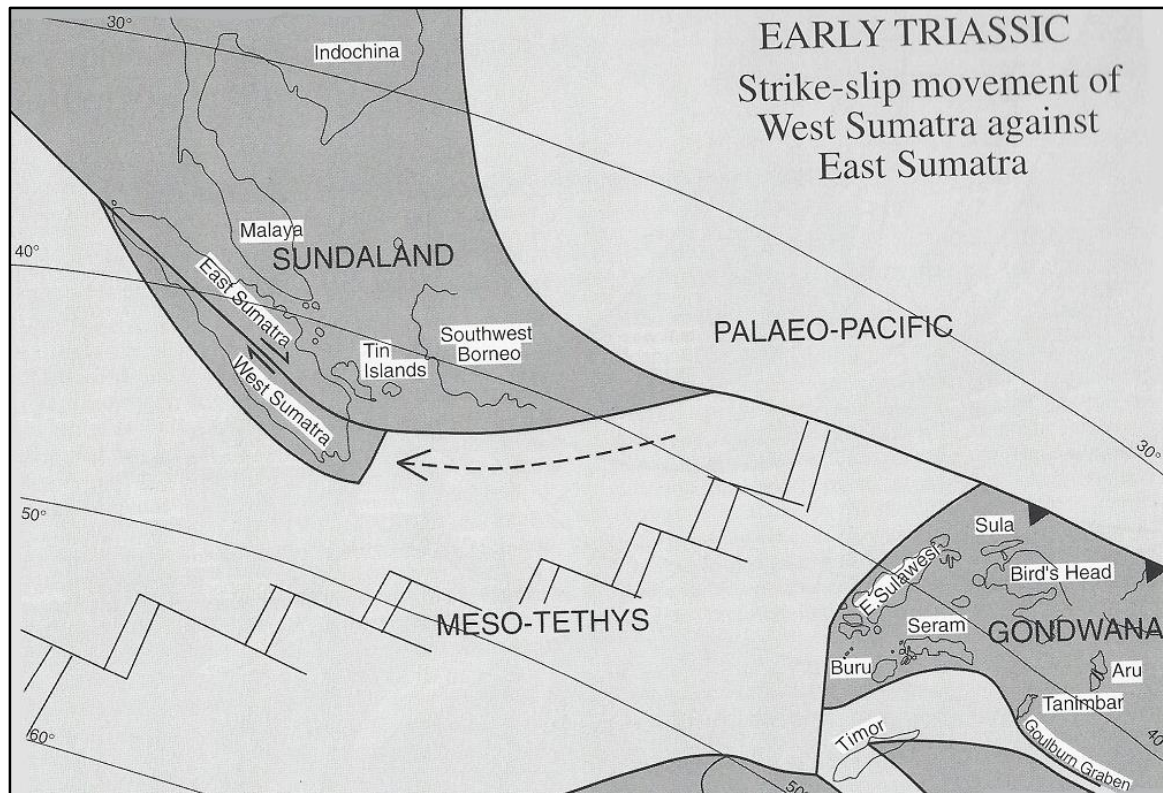 EARLY TRIASSIC
Strike-slip movement of
West Sumatra against
East Sumatra
30°
Indochina
Malaya
SUNDALAND
40°
East Sumatra
West Sumatra
Tin
Islands
Southwest
Borneo
PALAEO-PACIFIC
30°
50°
Sula
Bird's Head
E.Sulawesi
MESO-TETHYS
Seram
GONDWANA
Buru
Aru
Tanimbar
Timor
Goulburn Graben
40
60°
50°